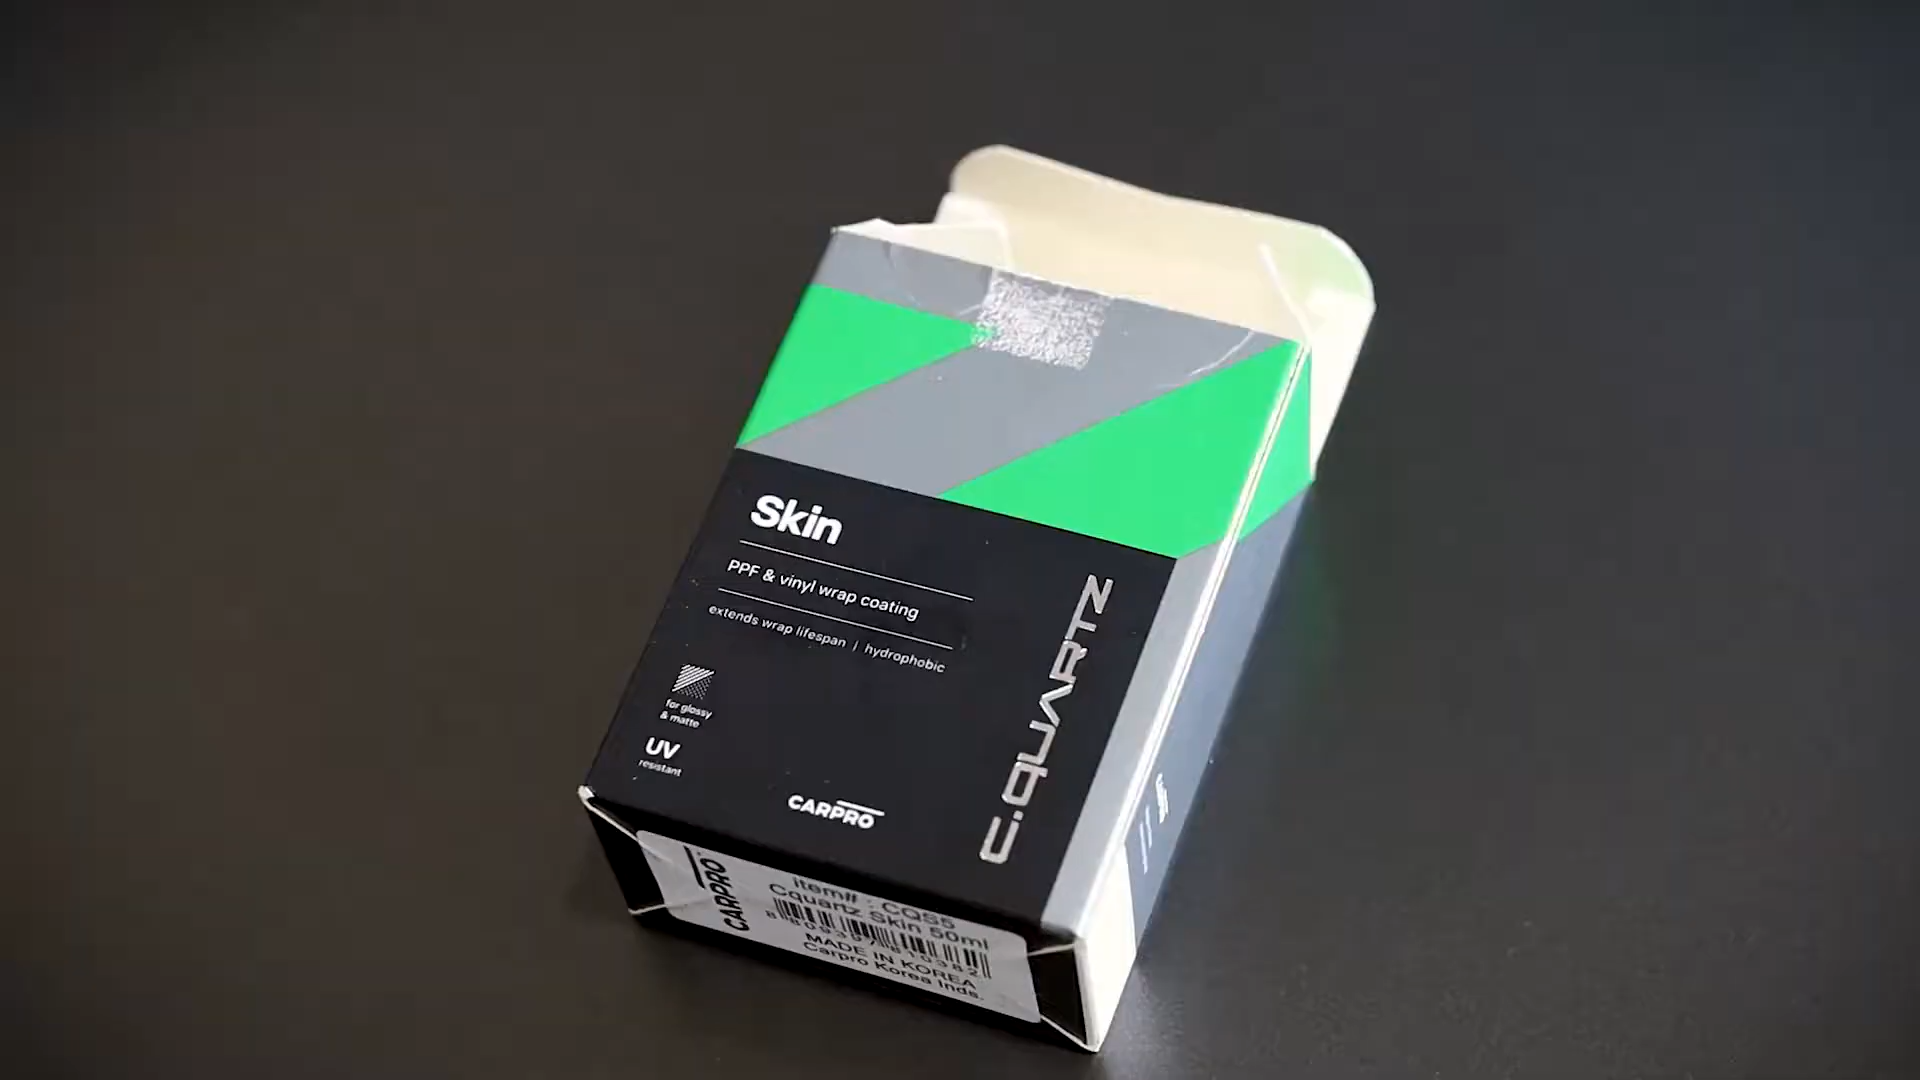 Skin
PPF & vinyl wrap coating
extends wrap lifespan / hydrophobic
for glossy
& matte
UV
resistant
CARPRO
C.QUARTZ
CARPRO
item# : CQS5
Cquartz Skin 50ml
8809397810382
MADE IN KOREA
Carpro Korea Inds.